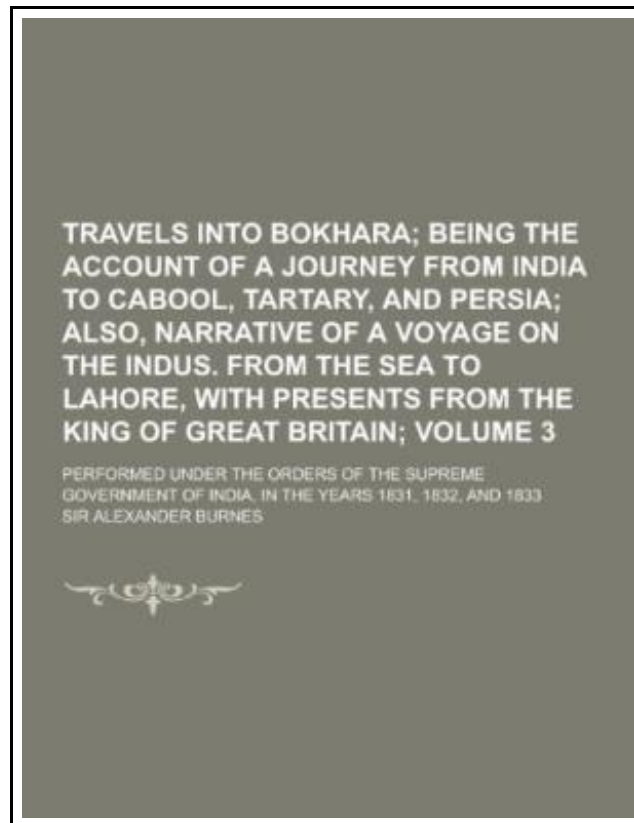 TRAVELS INTO BOKHARA; BEING THE
ACCOUNT OF A JOURNEY FROM INDIA
TO CABOOL, TARTARY, AND PERSIA;
ALSO, NARRATIVE OF A VOYAGE ON
THE INDUS. FROM THE SEA TO
LAHORE, WITH PRESENTS FROM THE
KING OF GREAT BRITAIN; VOLUME 3
PERFORMED UNDER THE ORDERS OF THE SUPREME
GOVERNMENT OF INDIA, IN THE YEARS 1831, 1832, AND 1833
SIR ALEXANDER BURNES